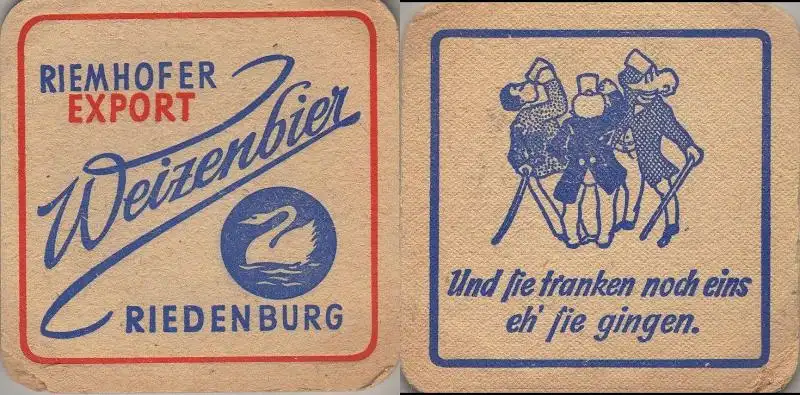 RIEMHOFER
EXPORT
Weizenbier
RIEDENBURG
Und ſie tranken noch eins
eh' ſie gingen.